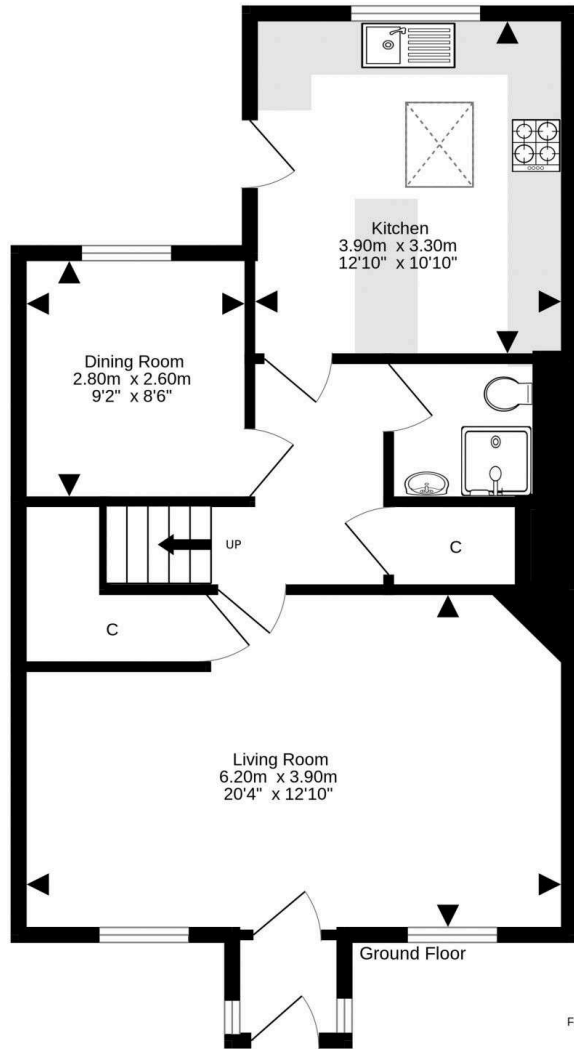 Kitchen
3.90m x 3.30m
12'10" x 10'10"
Dining Room
2.80m x 2.60m
9'2" x 8'6"
UP
C
C
Living Room
6.20m x 3.90m
20'4" x 12'10"
Ground Floor
F